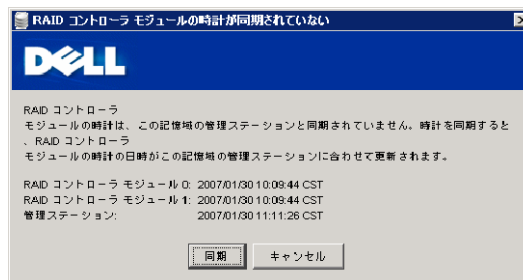 RAID コントローラ モジュールの時計が同期されていない
DELL
RAID コントローラ
モジュールの時計は、この記憶域の管理ステーションと同期されていません。時計を同期すると
、RAID コントローラ
モジュールの時計の日時がこの記憶域の管理ステーションに合わせて更新されます。
RAID コントローラ モジュール 0: 2007/01/30 10:09:44 CST
RAID コントローラ モジュール 1: 2007/01/30 10:09:44 CST
管理ステーション: 2007/01/30 11:11:26 CST
同期
キャンセル